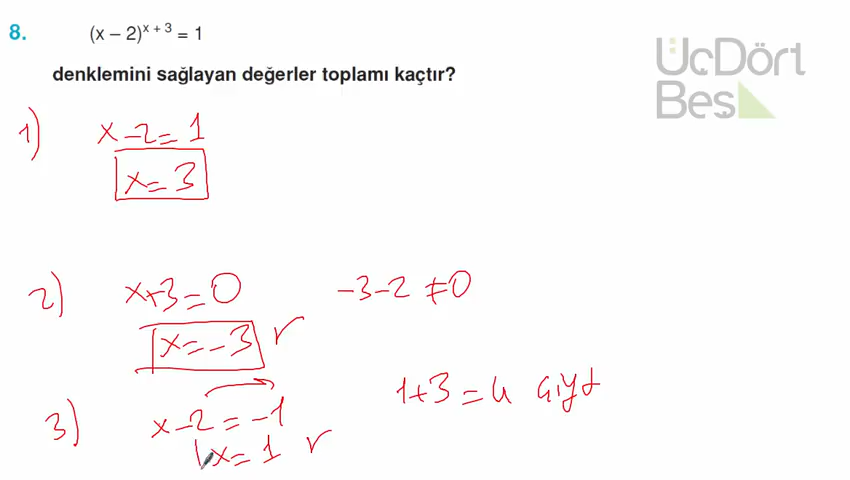 8. (x – 2)^(x + 3) = 1
denklemini sağlayan değerler toplamı kaçtır?
ÜçDört
Beş
1) x - 2 = 1
x = 3
2) x + 3 = 0 -3 - 2 ≠ 0
x = -3
3) x - 2 = -1 1 + 3 = 4 çift
x = 1